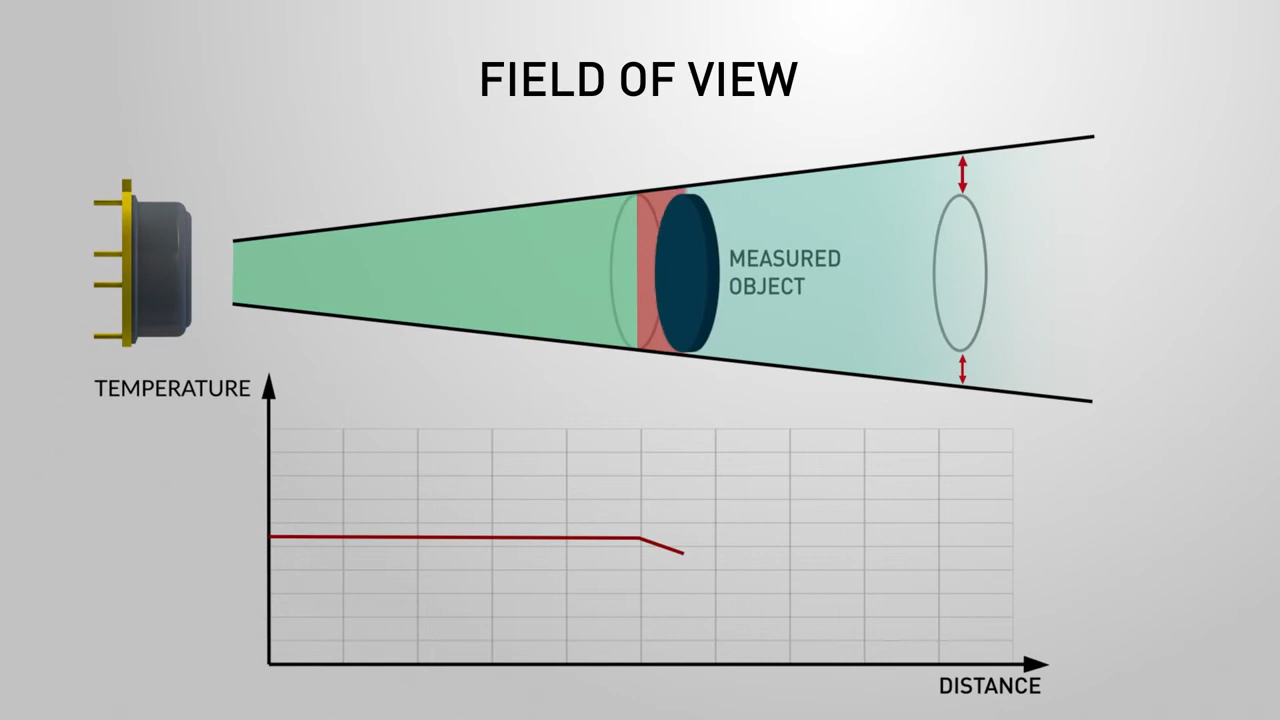 FIELD OF VIEW
MEASURED
OBJECT
TEMPERATURE
DISTANCE